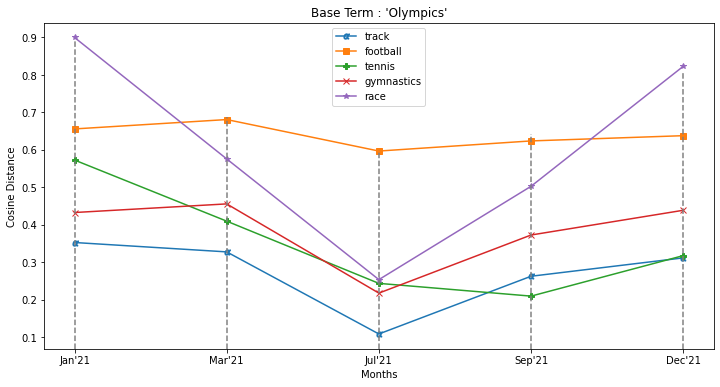 Base Term : 'Olympics'
track
football
tennis
gymnastics
race
Cosine Distance
0.9
0.8
0.7
0.6
0.5
0.4
0.3
0.2
0.1
Jan'21 Mar'21 Jul'21 Sep'21 Dec'21
Months